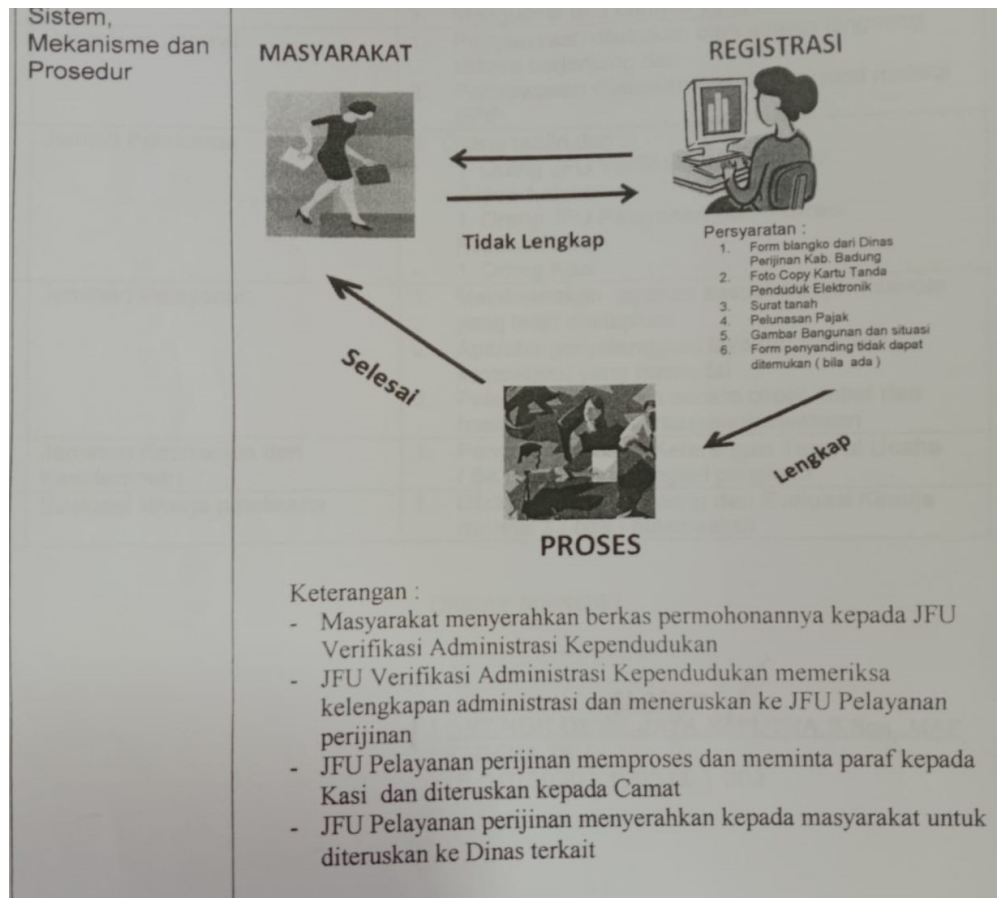 Sistem,
Mekanisme dan
Prosedur
MASYARAKAT
REGISTRASI
Tidak Lengkap
Persyaratan :
1. Form blangko dari Dinas
Perijinan Kab. Badung
2. Foto Copy Kartu Tanda
Penduduk Elektronik
3. Surat tanah
4. Pelunasan Pajak
5. Gambar Bangunan dan situasi
6. Form penyanding tidak dapat
ditemukan ( bila ada )
Selesai
Lengkap
PROSES
Keterangan :
- Masyarakat menyerahkan berkas permohonannya kepada JFU
Verifikasi Administrasi Kependudukan
- JFU Verifikasi Administrasi Kependudukan memeriksa
kelengkapan administrasi dan meneruskan ke JFU Pelayanan
perijinan
- JFU Pelayanan perijinan memproses dan meminta paraf kepada
Kasi dan diteruskan kepada Camat
- JFU Pelayanan perijinan menyerahkan kepada masyarakat untuk
diteruskan ke Dinas terkait